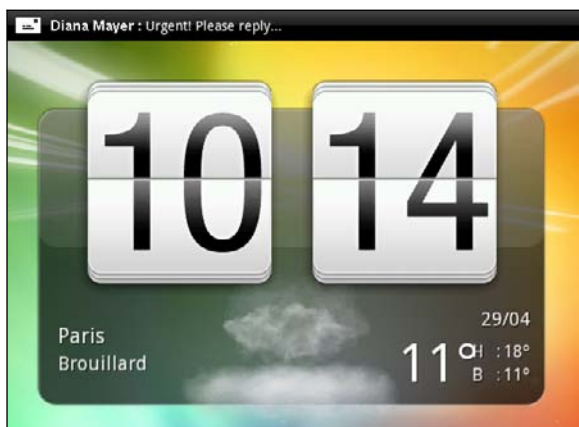 Diana Mayer : Urgent! Please reply...
10 14
Paris
Brouillard
29/04
11°
H : 18°
B : 11°